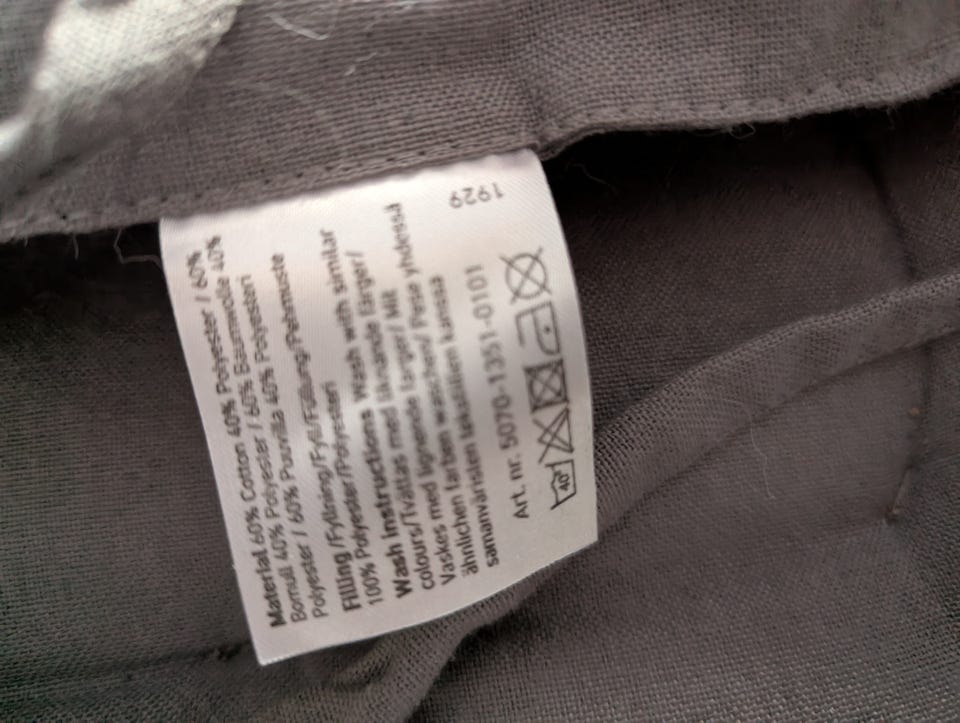 Material 60% Cotton 40% Polyester / 60%
Bomull 40% Polyester / 60% Baumwolle 40%
Polyester / 60% Puuvilla 40% Polyesteri
Filling /Fyllning/Fyll/Füllung/Pehmuste
100% Polyester/Polyesteri
Wash instructions Wash with similar
colours/Tvättas med liknande färger/
Vaskes med lignende farger/ Mit
ähnlichen farben waschen/ Pese yhdessä
samanväristen tekstiilien kanssa
Art. nr. 5070-1351-0101
40°
1929